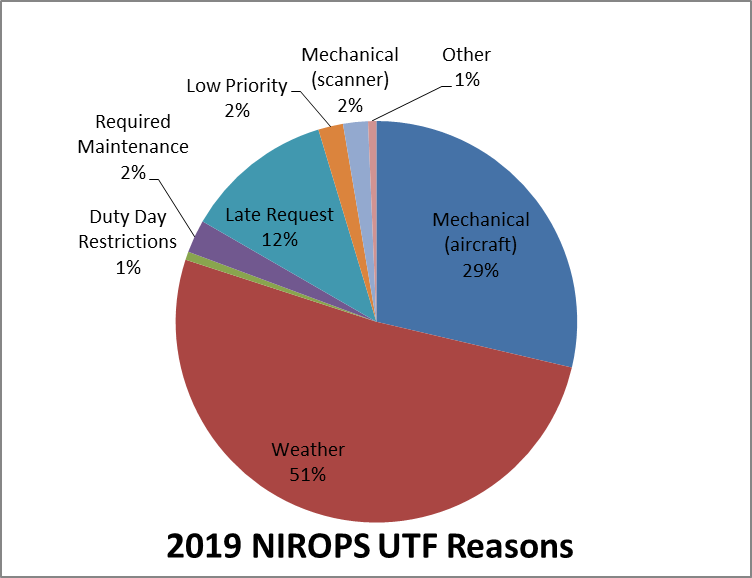 Mechanical
(scanner)
2%
Other
1%
Low Priority
2%
Required
Maintenance
2%
Duty Day
Restrictions
1%
Late Request
12%
Mechanical
(aircraft)
29%
Weather
51%
2019 NIROPS UTF Reasons